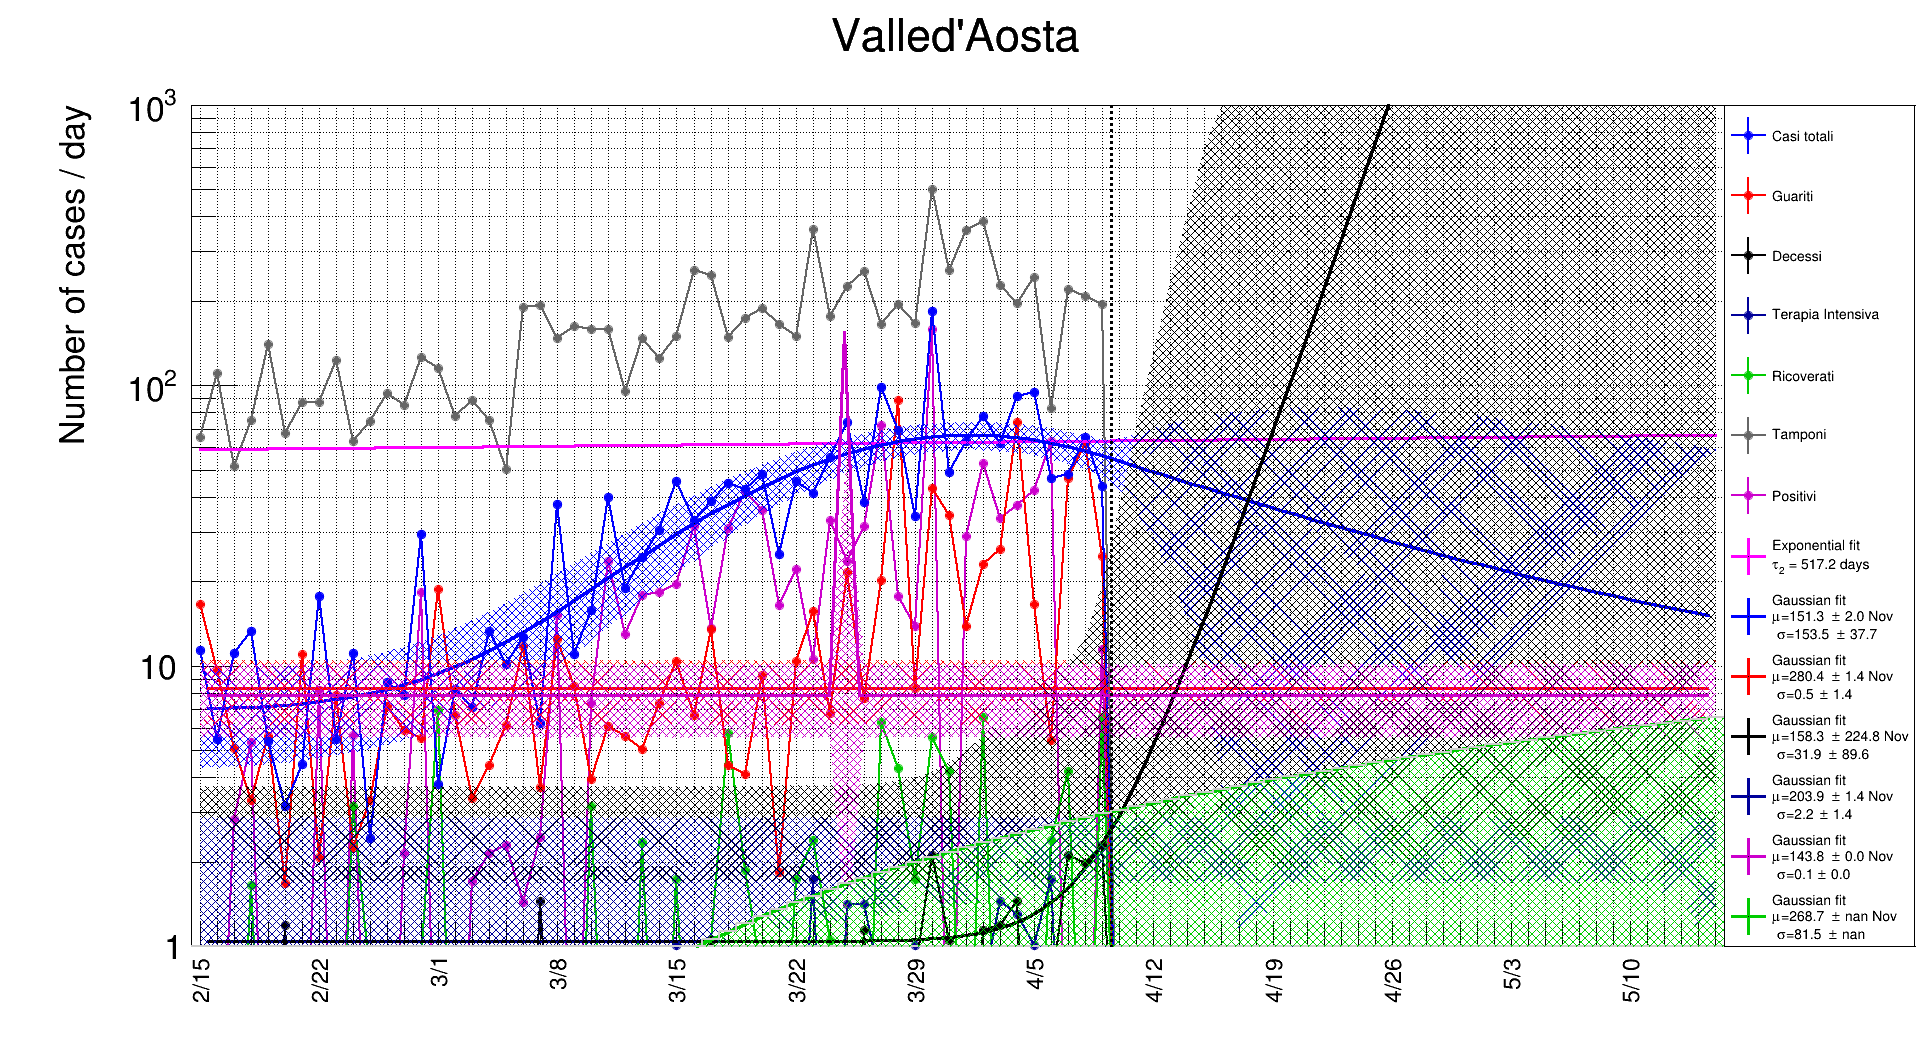 Valled'Aosta
Number of cases / day
10³
10²
10
1
2/15
2/22
3/1
3/8
3/15
3/22
3/29
4/5
4/12
4/19
4/26
5/3
5/10
Casi totali
Guariti
Decessi
Terapia Intensiva
Ricoverati
Tamponi
Positivi
Exponential fit
τ₂ = 517.2 days
Gaussian fit
μ=151.3 ± 2.0 Nov
σ=153.5 ± 37.7
Gaussian fit
μ=280.4 ± 1.4 Nov
σ=0.5 ± 1.4
Gaussian fit
μ=158.3 ± 224.8 Nov
σ=31.9 ± 89.6
Gaussian fit
μ=203.9 ± 1.4 Nov
σ=2.2 ± 1.4
Gaussian fit
μ=143.8 ± 0.0 Nov
σ=0.1 ± 0.0
Gaussian fit
μ=268.7 ± nan Nov
σ=81.5 ± nan